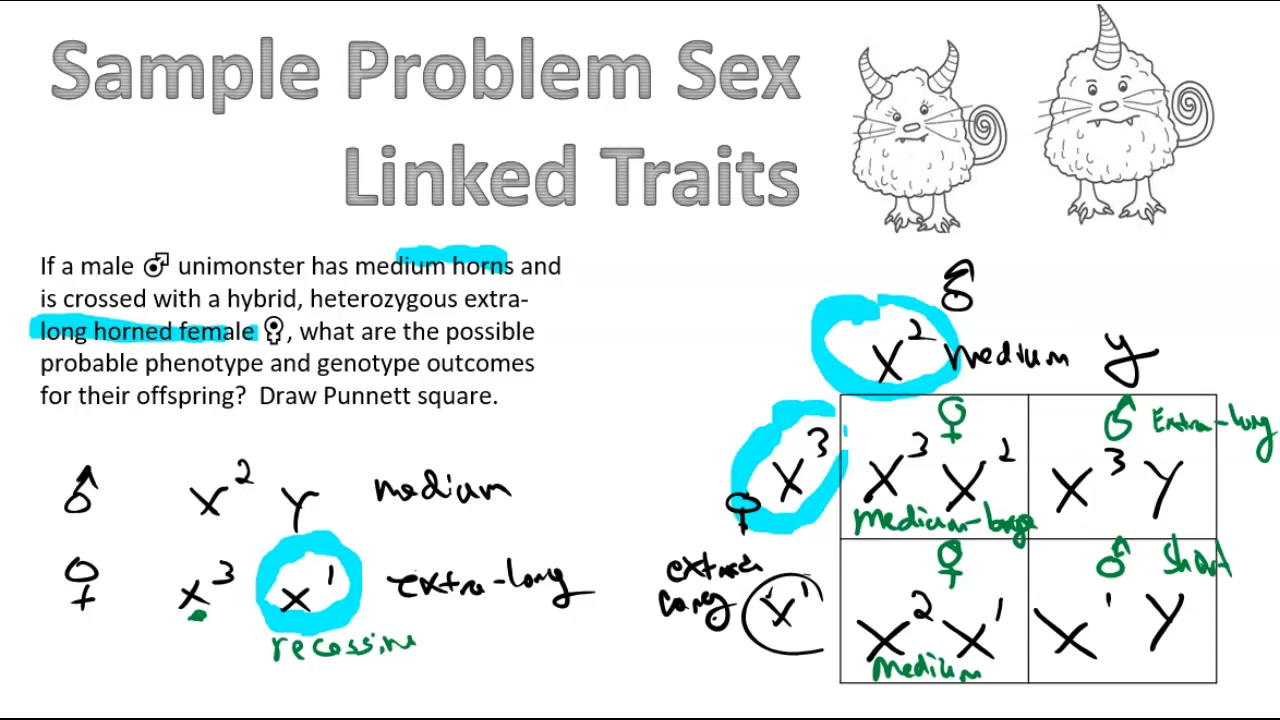 Sample Problem Sex
Linked Traits
If a male ♂ unimonster has medium horns and
is crossed with a hybrid, heterozygous extra-
long horned female ♀, what are the possible
probable phenotype and genotype outcomes
for their offspring? Draw Punnett square.
♂ X² Y medium
♀ X³ X¹ extra-long
recessive
♂
X² medium Y
♀ X³
extra
long X¹
♀
X³ X²
medium-large
♂ Extra-long
X³ Y
♀
X² X¹
medium
♂ short
X¹ Y